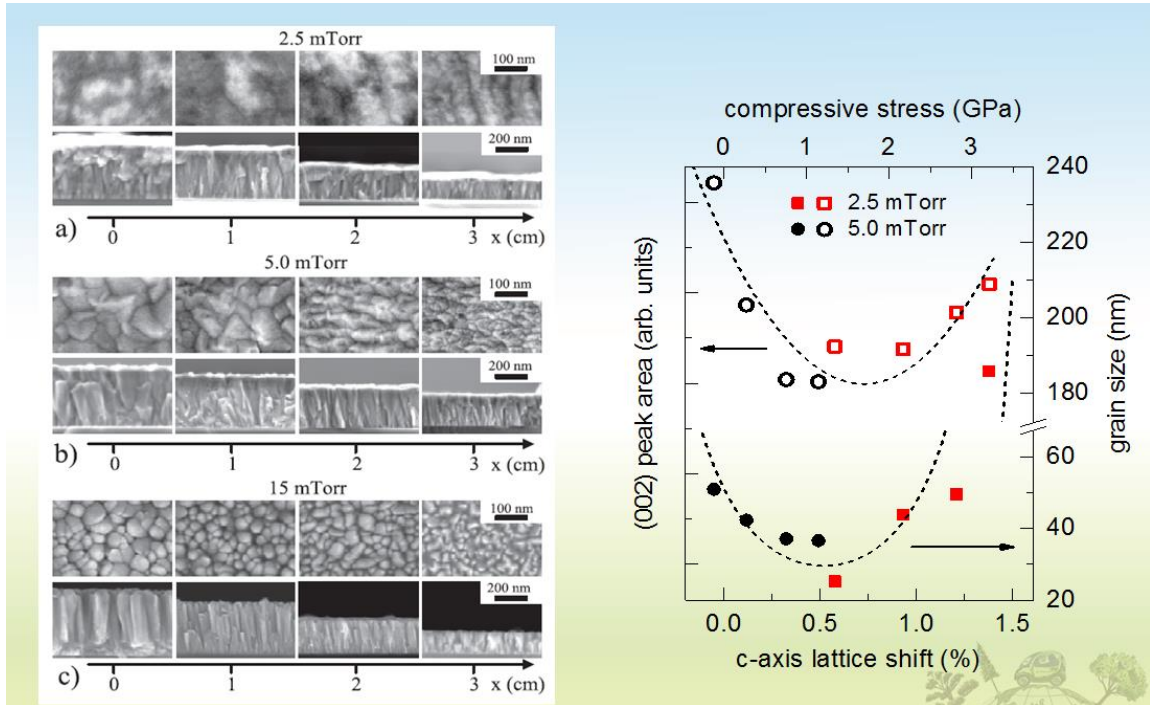 2.5 mTorr
100 nm
200 nm
a)
0 1 2 3 x (cm)
5.0 mTorr
100 nm
200 nm
b)
0 1 2 3 x (cm)
15 mTorr
100 nm
200 nm
c)
0 1 2 3 x (cm)
compressive stress (GPa)
0 1 2 3
2.5 mTorr
5.0 mTorr
(002) peak area (arb. units)
240
220
200
180
60
40
20
grain size (nm)
0.0 0.5 1.0 1.5
c-axis lattice shift (%)